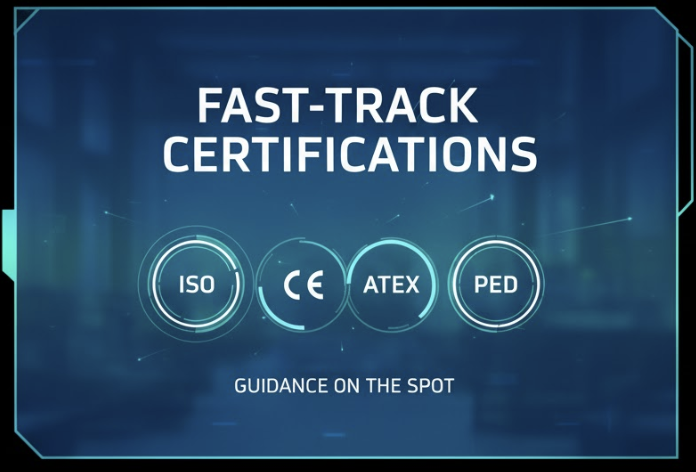 FAST-TRACK
CERTIFICATIONS
ISO CE ATEX PED
GUIDANCE ON THE SPOT